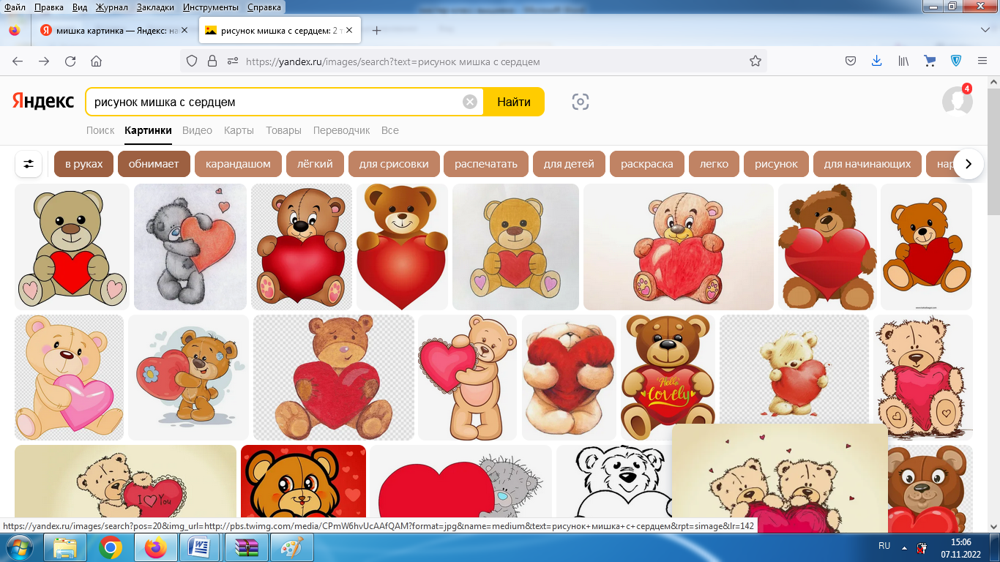 Файл Правка Вид Журнал Закладки Инструменты Справка
мишка картинка — Яндекс: на
рисунок мишка с сердцем: 2 т
https://yandex.ru/images/search?text=рисунок мишка с сердцем
Яндекс
рисунок мишка с сердцем
Найти
4
Поиск Картинки Видео Карты Товары Переводчик Все
в руках обнимает карандашом лёгкий для срисовки распечатать для детей раскраска легко рисунок для начинающих нар
"Hello"
Lovely
I You
https://yandex.ru/images/search?pos=20&img_url=http://pbs.twimg.com/media/CPmW6hvUcAAfQAM?format=jpg&name=medium&text=рисунок+мишка+с+сердцем&rpt=simage&lr=142
RU
15:06
07.11.2022